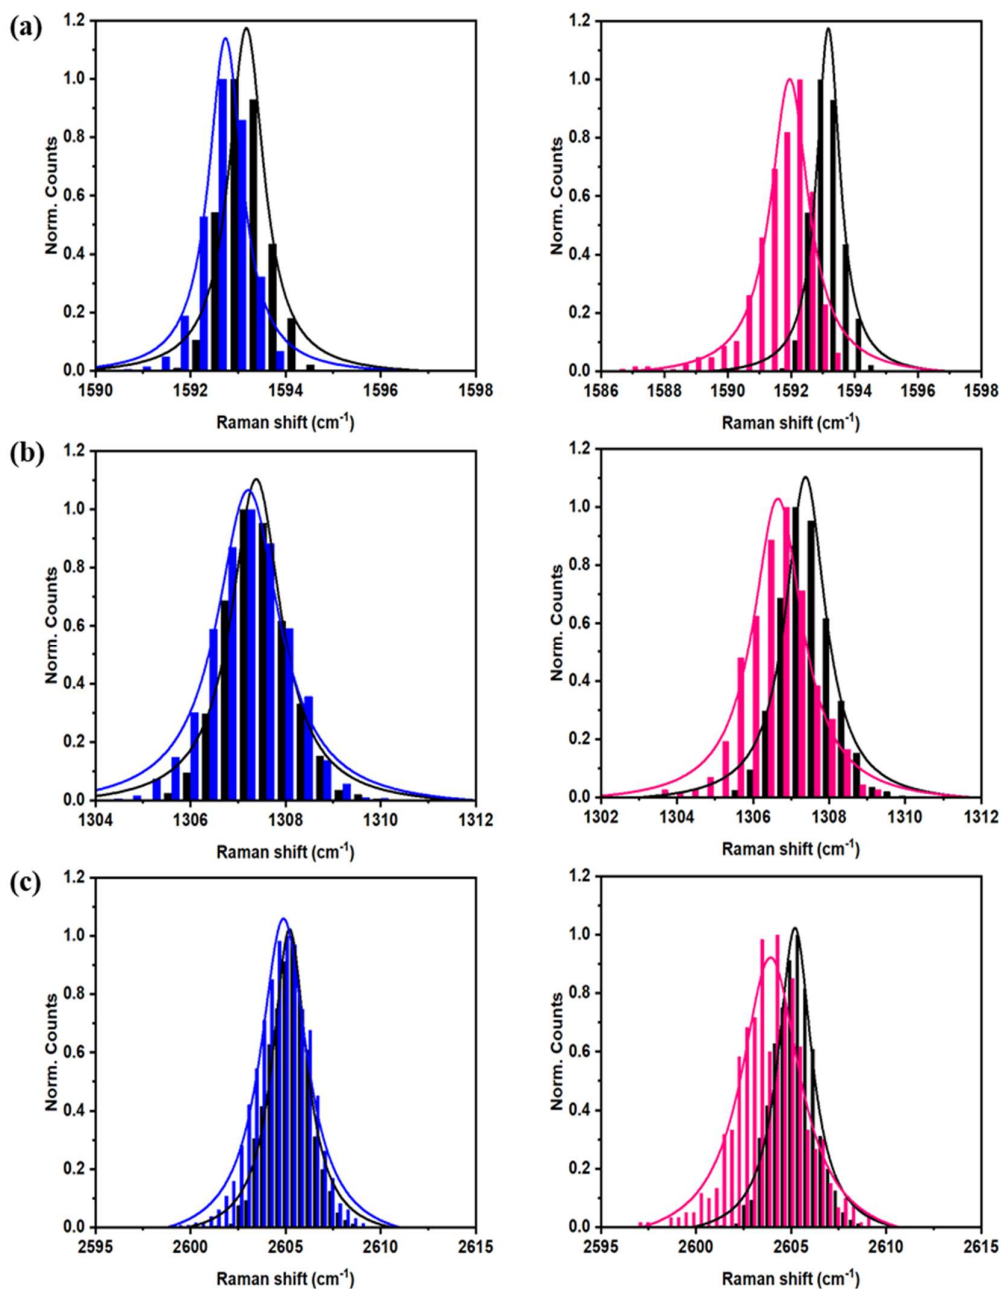 (a)
1.2
1.0
0.8
0.6
0.4
0.2
0.0
Norm. Counts
1590 1592 1594 1596 1598
Raman shift (cm-1)
1.2
1.0
0.8
0.6
0.4
0.2
0.0
Norm. Counts
1586 1588 1590 1592 1594 1596 1598
Raman shift (cm-1)
(b)
1.2
1.0
0.8
0.6
0.4
0.2
0.0
Norm. Counts
1304 1306 1308 1310 1312
Raman shift (cm-1)
1.2
1.0
0.8
0.6
0.4
0.2
0.0
Norm. Counts
1302 1304 1306 1308 1310 1312
Raman shift (cm-1)
(c)
1.2
1.0
0.8
0.6
0.4
0.2
0.0
Norm. Counts
2595 2600 2605 2610 2615
Raman shift (cm-1)
1.2
1.0
0.8
0.6
0.4
0.2
0.0
Norm. Counts
2595 2600 2605 2610 2615
Raman shift (cm-1)